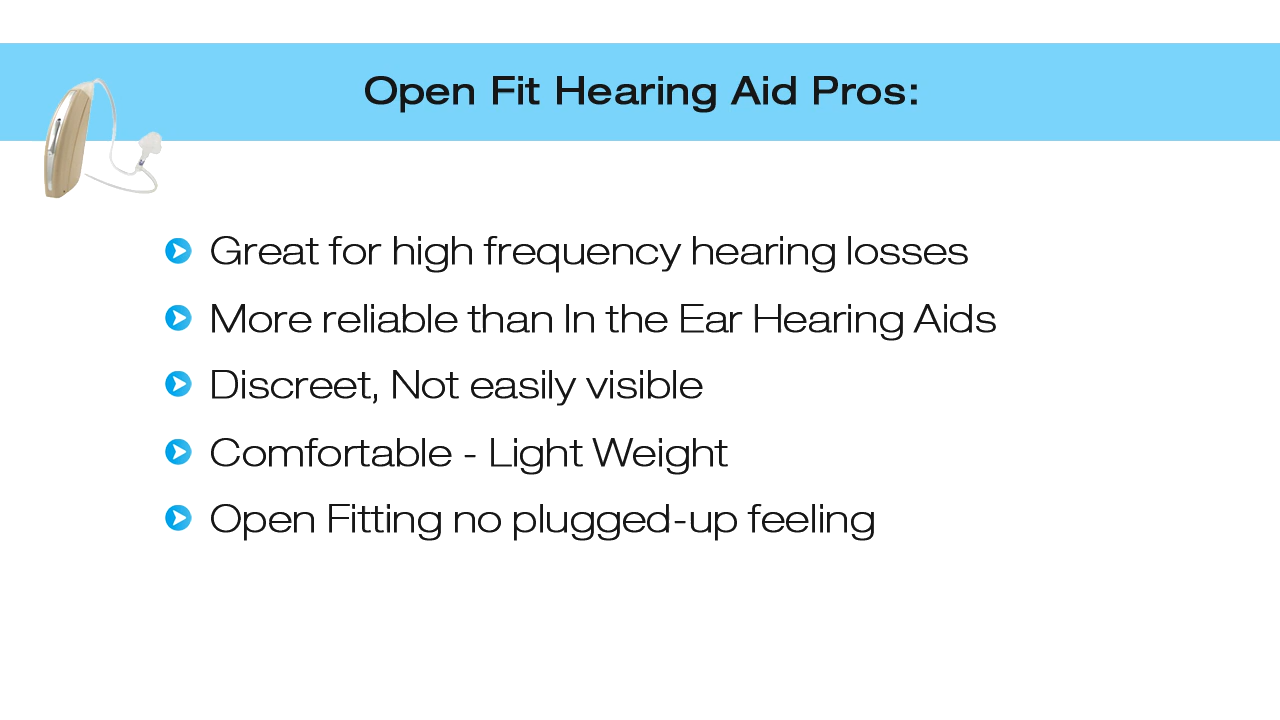 Open Fit Hearing Aid Pros:
Great for high frequency hearing losses
More reliable than In the Ear Hearing Aids
Discreet, Not easily visible
Comfortable - Light Weight
Open Fitting no plugged-up feeling